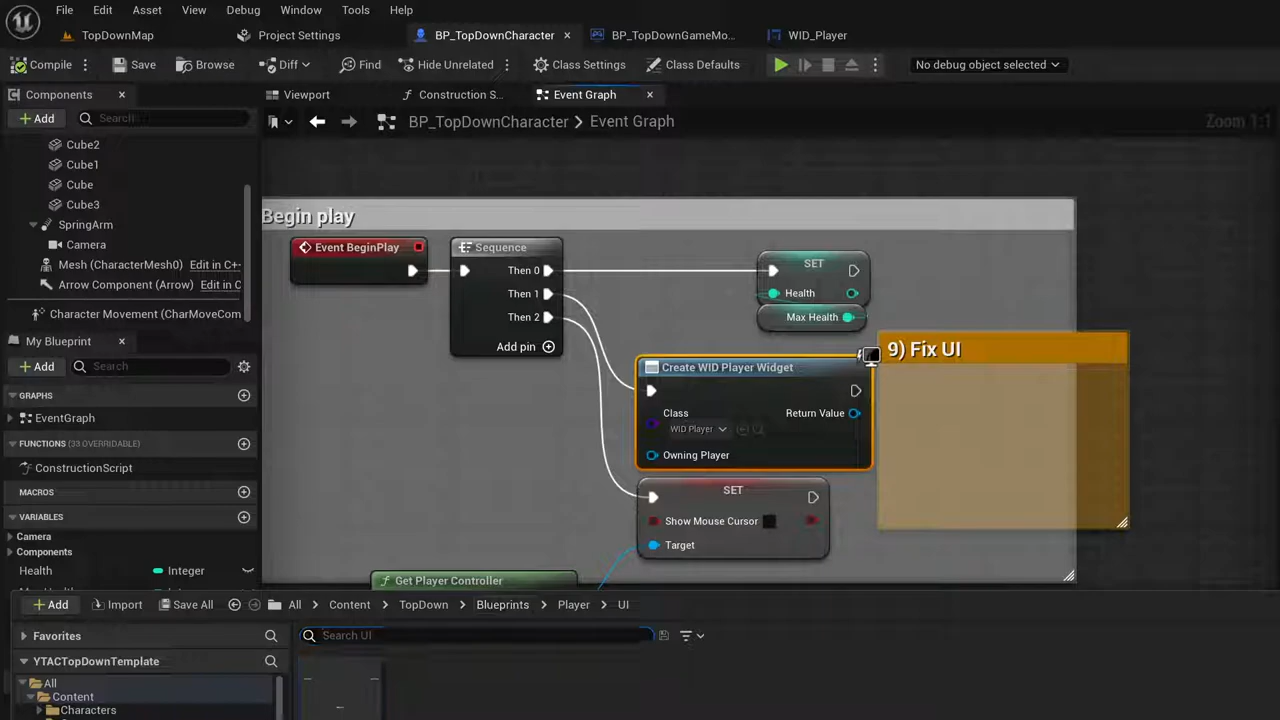 File Edit Asset View Debug Window Tools Help
TopDownMap Project Settings BP_TopDownCharacter BP_TopDownGameMo... WID_Player
Compile Save Browse Diff Find Hide Unrelated Class Settings Class Defaults No debug object selected
Components Viewport Construction S... Event Graph
Add Search BP_TopDownCharacter > Event Graph Zoom 1:1
Cube2
Cube1
Cube
Cube3
SpringArm
Camera
Mesh (CharacterMesh0) Edit in C+-
Arrow Component (Arrow) Edit in C
Character Movement (CharMoveCom
My Blueprint
Add Search
GRAPHS
EventGraph
FUNCTIONS (33 OVERRIDABLE)
ConstructionScript
MACROS
VARIABLES
Camera
Components
Health Integer
Begin play
Event BeginPlay Sequence SET
Then 0
Then 1 Health
Then 2 Max Health
Add pin
9) Fix UI
Create WID Player Widget
Class Return Value
WID Player
Owning Player
SET
Show Mouse Cursor
Target
Get Player Controller
Add Import Save All All > Content > TopDown > Blueprints > Player > UI
Favorites Search UI
YTACTopDownTemplate
All
Content
Characters